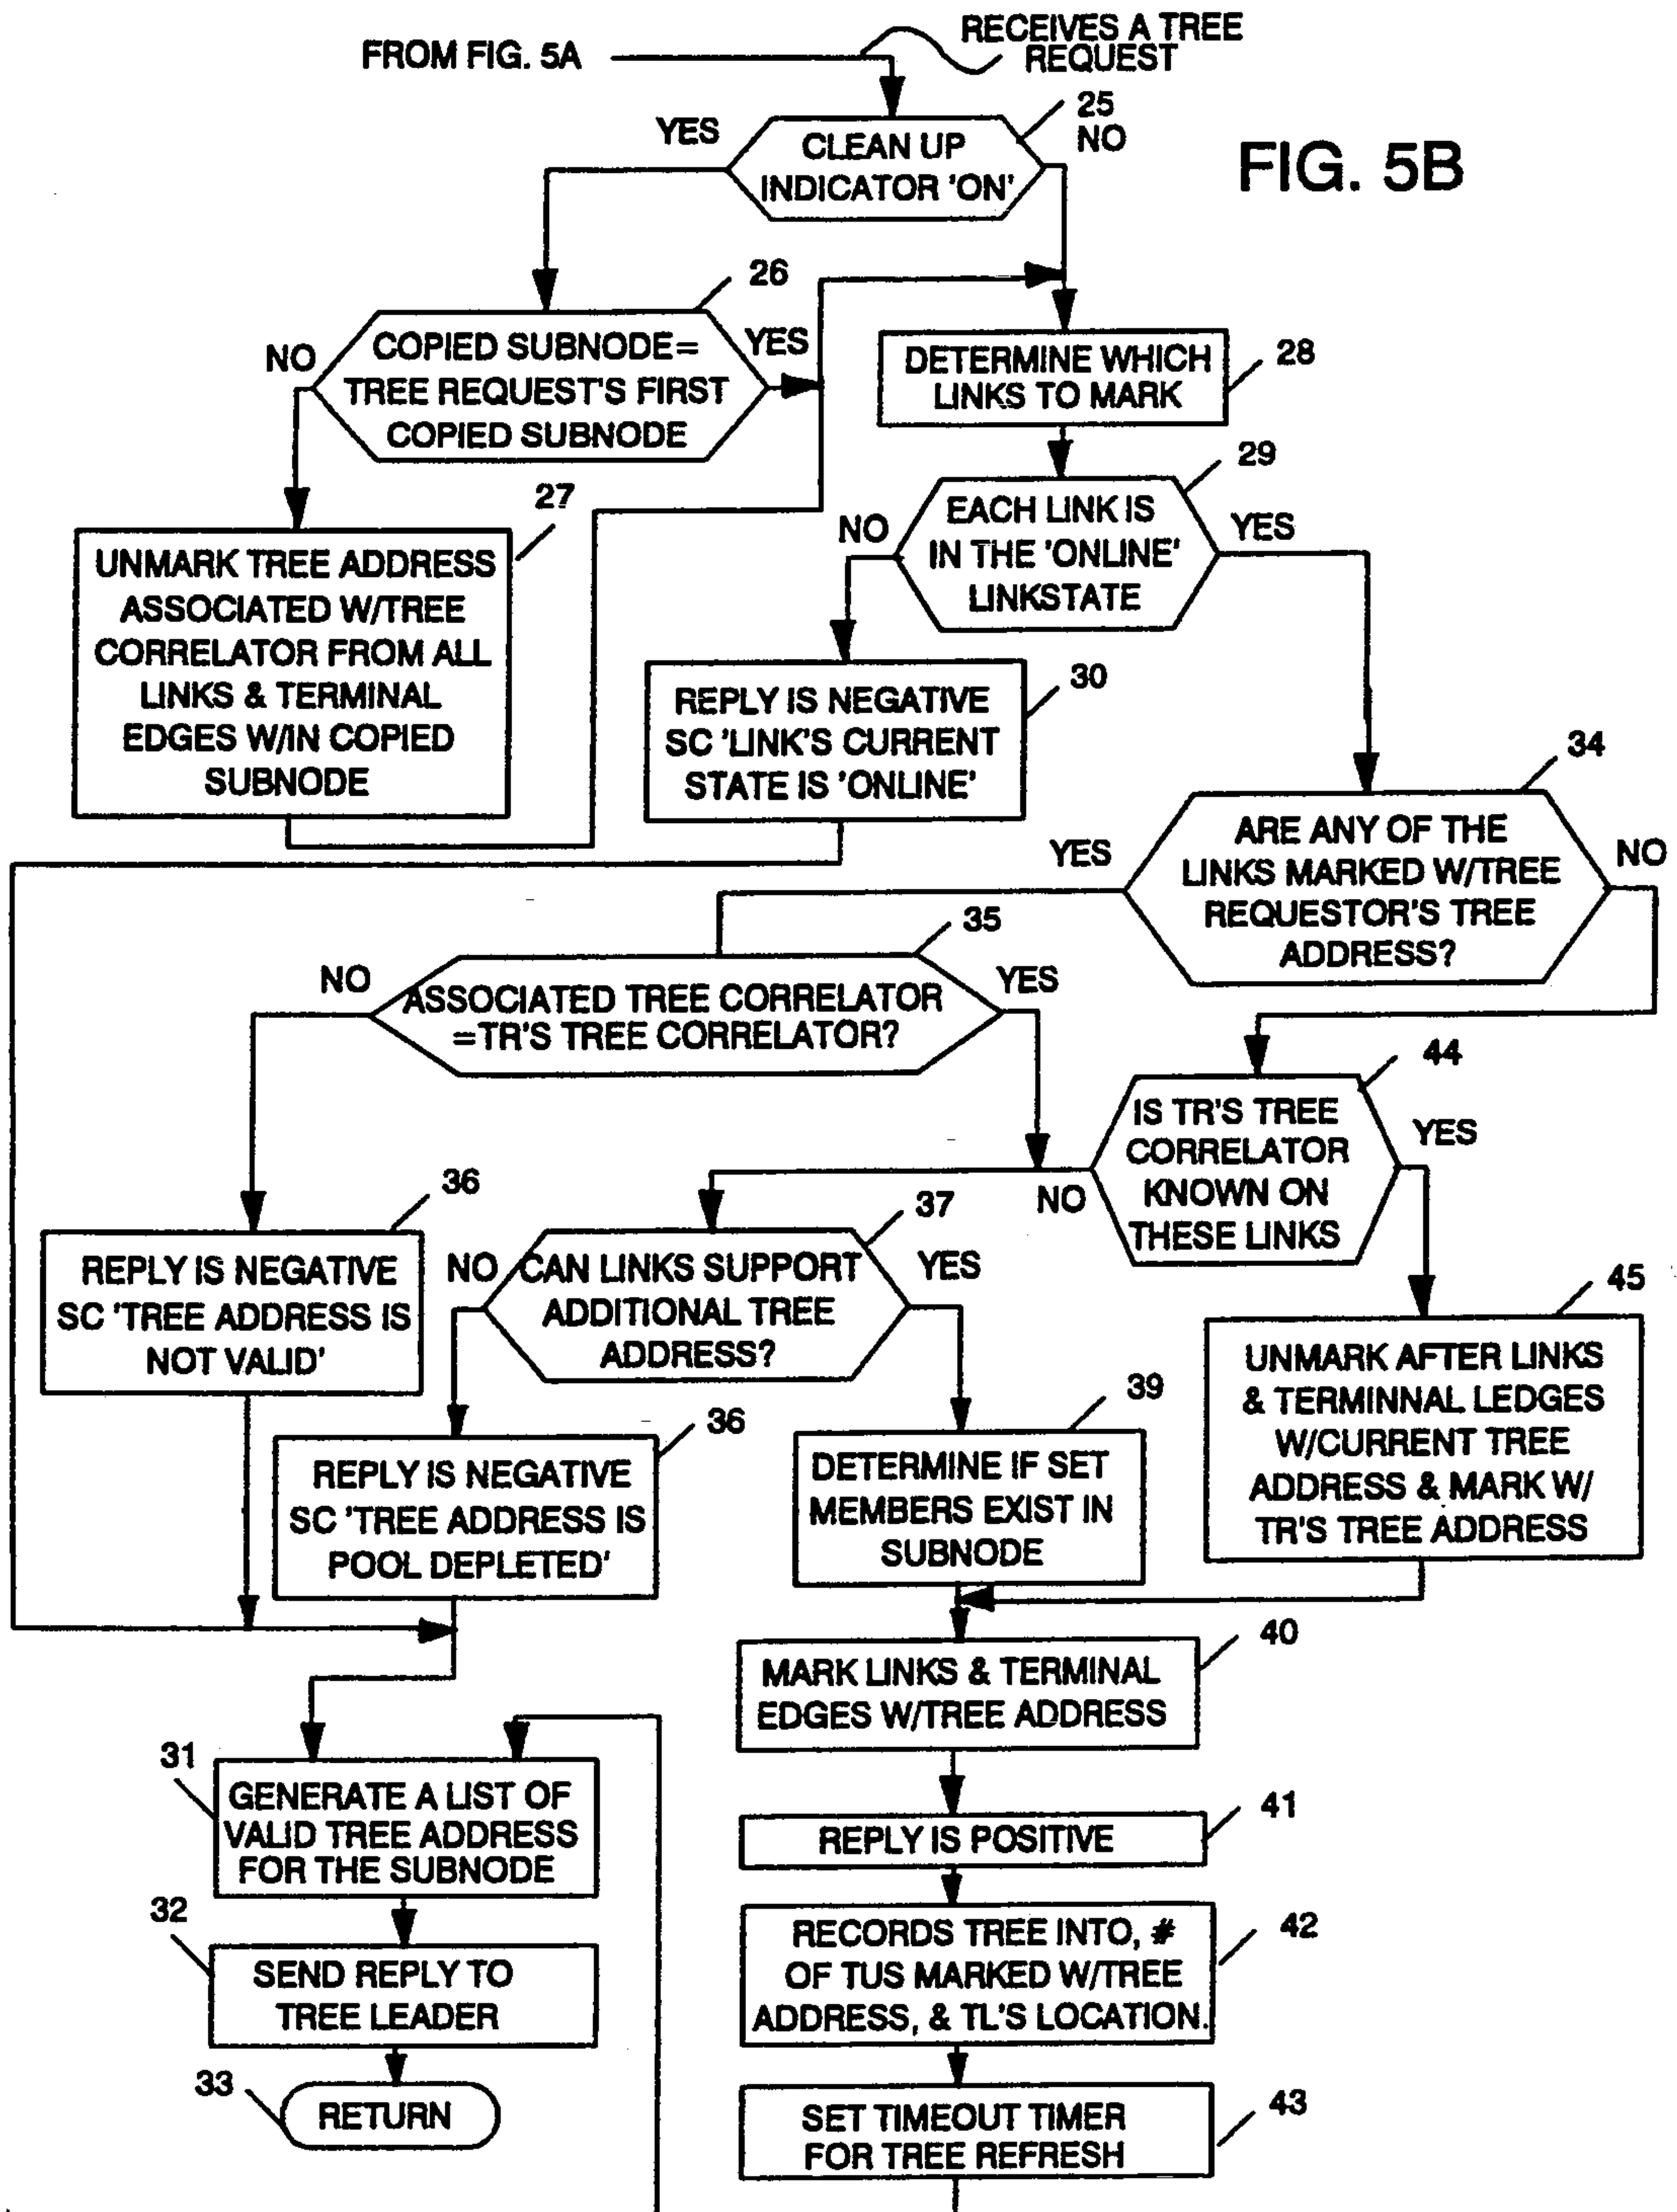 RECEIVES A TREE
REQUEST
FROM FIG. 5A
FIG. 5B
25
YES
NO
CLEAN UP
INDICATOR 'ON'
26
NO
YES
COPIED SUBNODE=
TREE REQUEST'S FIRST
COPIED SUBNODE
28
DETERMINE WHICH
LINKS TO MARK
27
UNMARK TREE ADDRESS
ASSOCIATED W/TREE
CORRELATOR FROM ALL
LINKS & TERMINAL
EDGES W/IN COPIED
SUBNODE
29
NO
YES
EACH LINK IS
IN THE 'ONLINE'
LINKSTATE
30
REPLY IS NEGATIVE
SC 'LINK'S CURRENT
STATE IS 'ONLINE'
34
YES
NO
ARE ANY OF THE
LINKS MARKED W/TREE
REQUESTOR'S TREE
ADDRESS?
35
NO
YES
ASSOCIATED TREE CORRELATOR
=TR'S TREE CORRELATOR?
44
IS TR'S TREE
CORRELATOR
KNOWN ON
THESE LINKS
YES
NO
36
REPLY IS NEGATIVE
SC 'TREE ADDRESS IS
NOT VALID'
37
NO
YES
CAN LINKS SUPPORT
ADDITIONAL TREE
ADDRESS?
45
UNMARK AFTER LINKS
& TERMINNAL LEDGES
W/CURRENT TREE
ADDRESS & MARK W/
TR'S TREE ADDRESS
36
REPLY IS NEGATIVE
SC 'TREE ADDRESS IS
POOL DEPLETED'
39
DETERMINE IF SET
MEMBERS EXIST IN
SUBNODE
40
MARK LINKS & TERMINAL
EDGES W/TREE ADDRESS
31
GENERATE A LIST OF
VALID TREE ADDRESS
FOR THE SUBNODE
41
REPLY IS POSITIVE
32
SEND REPLY TO
TREE LEADER
42
RECORDS TREE INTO, #
OF TUS MARKED W/TREE
ADDRESS, & TL'S LOCATION.
33
RETURN
43
SET TIMEOUT TIMER
FOR TREE REFRESH